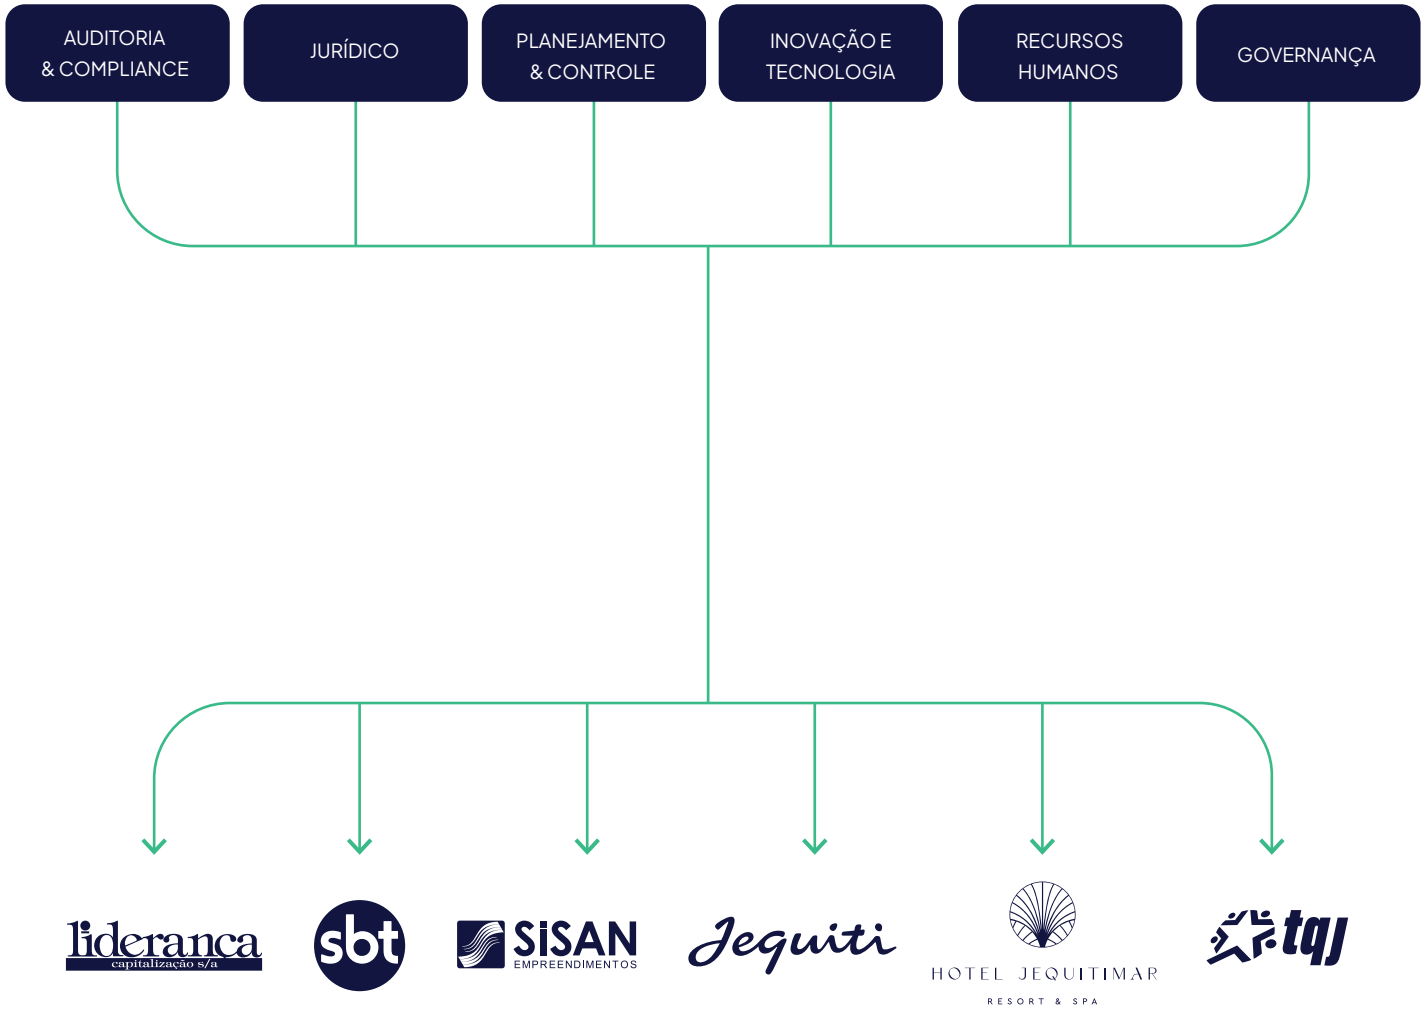 AUDITORIA
& COMPLIANCE
JURÍDICO
PLANEJAMENTO
& CONTROLE
INOVAÇÃO E
TECNOLOGIA
RECURSOS
HUMANOS
GOVERNANÇA
liderança
capitalização s/a
sbt
SiSAN
EMPREENDIMENTOS
Jequiti
HOTEL JEQUITIMAR
RESORT & SPA
tqj